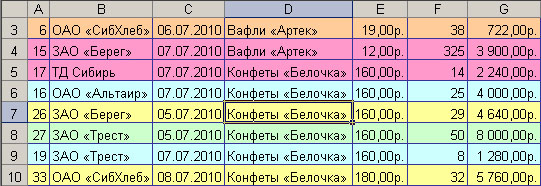 A B C D E F G
3 6 ОАО «СибХлеб» 06.07.2010 Вафли «Артек» 19,00р. 38 722,00р.
4 15 ЗАО «Берег» 07.07.2010 Вафли «Артек» 12,00р. 325 3 900,00р.
5 17 ТД Сибирь 07.07.2010 Конфеты «Белочка» 160,00р. 14 2 240,00р.
6 16 ОАО «Альтаир» 07.07.2010 Конфеты «Белочка» 160,00р. 25 4 000,00р.
7 26 ЗАО «Берег» 05.07.2010 Конфеты «Белочка» 160,00р. 29 4 640,00р.
8 27 ЗАО «Трест» 05.07.2010 Конфеты «Белочка» 160,00р. 50 8 000,00р.
9 19 ЗАО «Трест» 07.07.2010 Конфеты «Белочка» 160,00р. 8 1 280,00р.
10 33 ОАО «СибХлеб» 08.07.2010 Конфеты «Белочка» 180,00р. 32 5 760,00р.